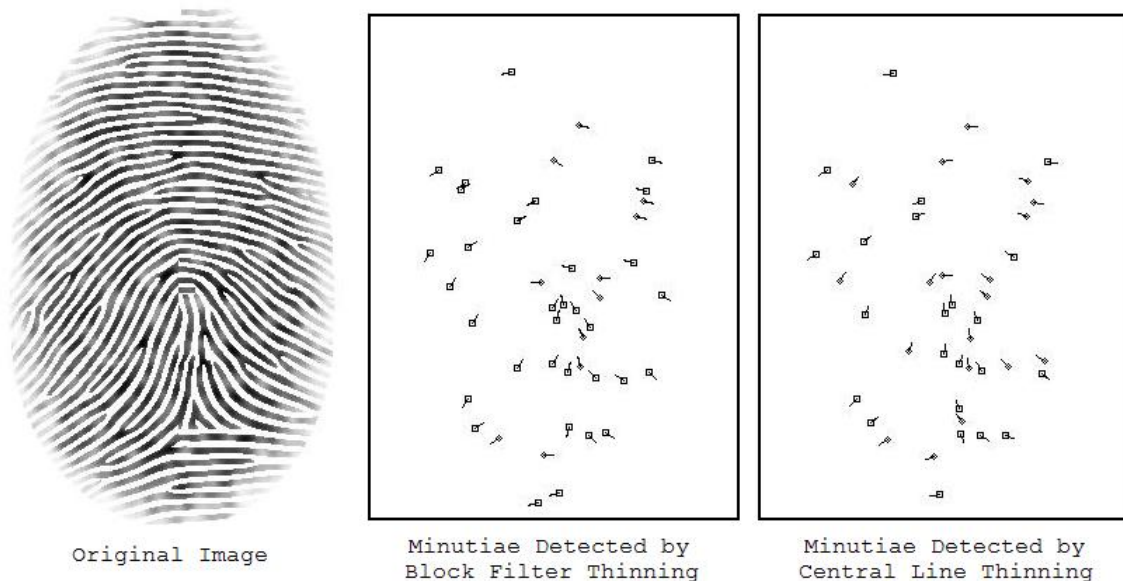 Original Image
Minutiae Detected by
Block Filter Thinning
Minutiae Detected by
Central Line Thinning